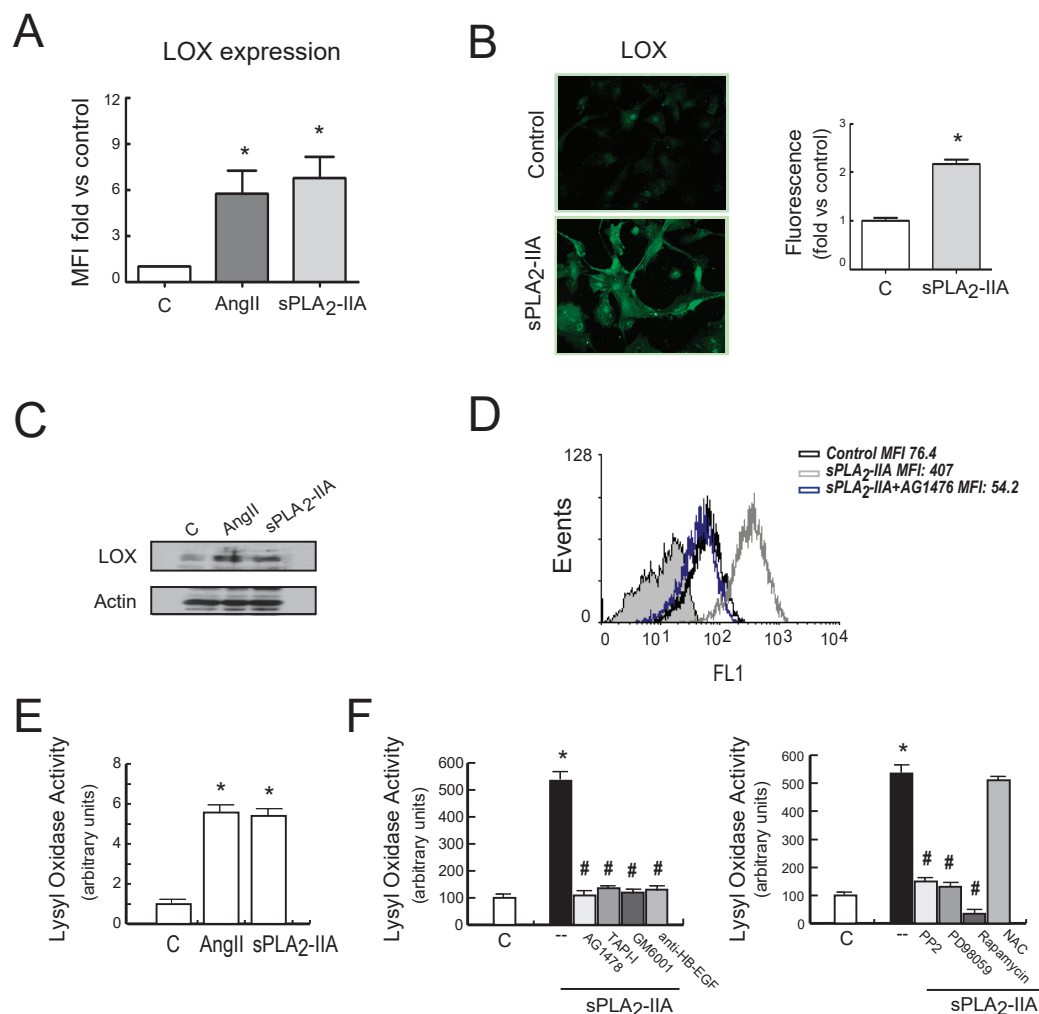 A
LOX expression
MFI fold vs control
12
9
6
3
0
*
*
C
AngII
sPLA2-IIA
B
LOX
Control
sPLA2-IIA
Fluorescence
(fold vs control)
3
2
1
0
*
C
sPLA2-IIA
C
C
AngII
sPLA2-IIA
LOX
Actin
D
128
Events
0
0
10^1
10^2
10^3
10^4
FL1
Control MFI 76.4
sPLA2-IIA MFI: 407
sPLA2-IIA+AG1476 MFI: 54.2
E
Lysyl Oxidase Activity
(arbitrary units)
8
6
4
2
1
0
*
*
C
AngII
sPLA2-IIA
F
Lysyl Oxidase Activity
(arbitrary units)
600
500
400
300
200
100
0
*
# # # #
C
--
AG1478
TAPI-I
GM6001
anti-HB-EGF
sPLA2-IIA
Lysyl Oxidase Activity
(arbitrary units)
600
500
400
300
200
100
0
*
# # #
C
--
PP2
PD98059
Rapamycin
NAC
sPLA2-IIA